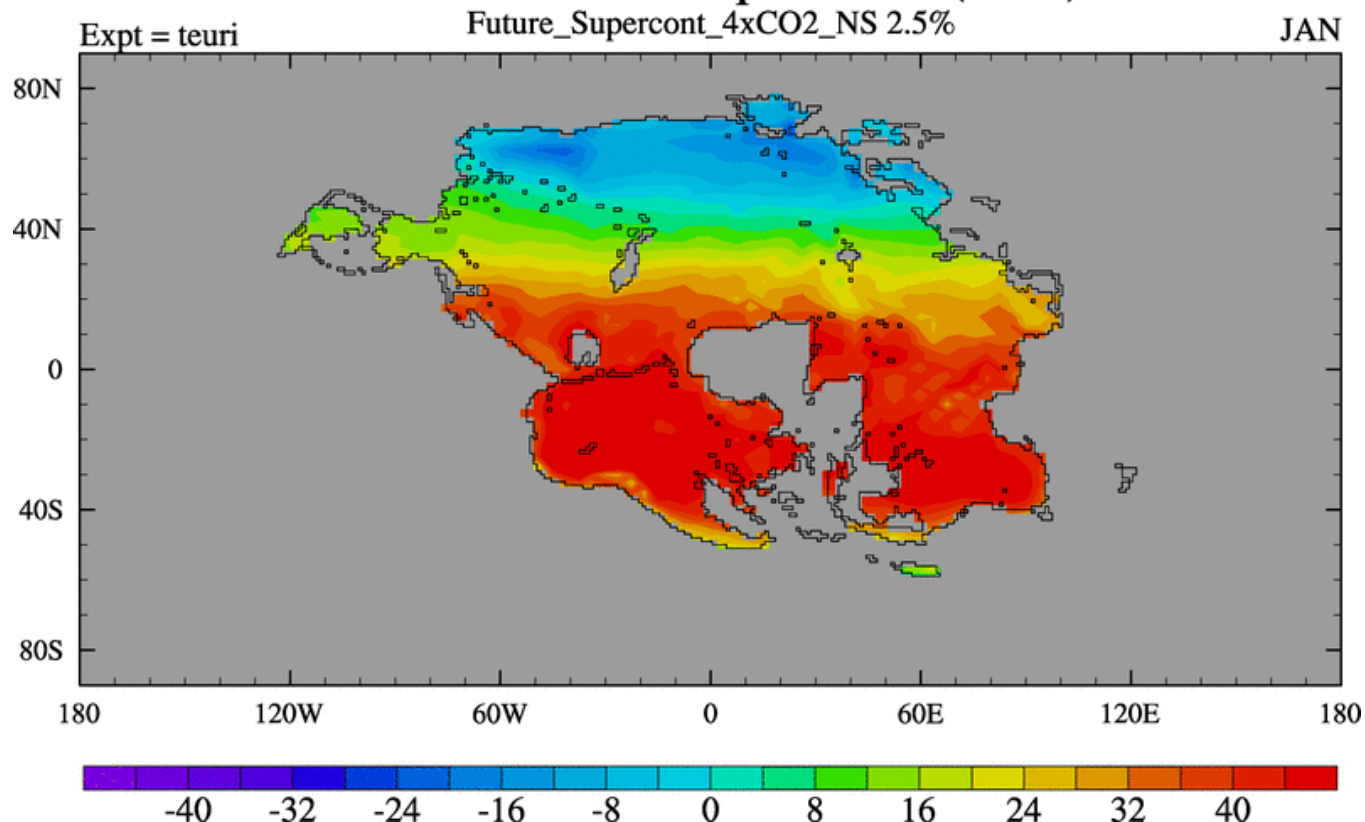 Future_Supercont_4xCO2_NS 2.5%
Expt = teuri
JAN
80N
40N
0
40S
80S
180 120W 60W 0 60E 120E 180
-40 -32 -24 -16 -8 0 8 16 24 32 40